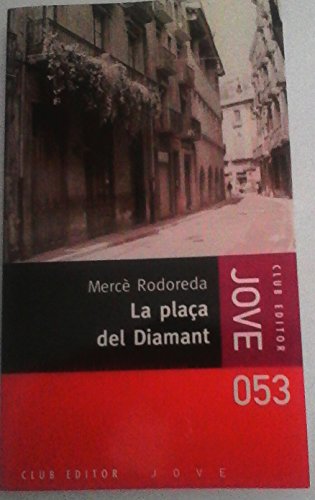 Mercè Rodoreda
La plaça
del Diamant
CLUB EDITOR
JOVE
053
CLUB EDITOR JOVE